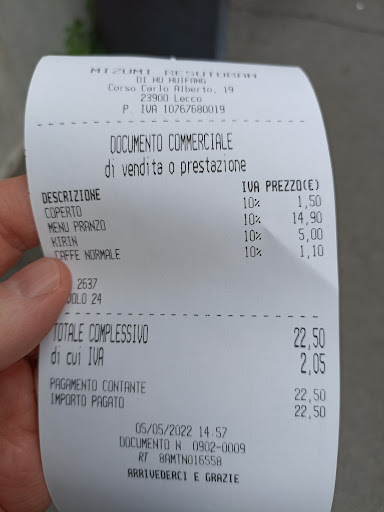 MIZUMI RESUTORAN
DI HU HUIFANG
Corso Carlo Alberto, 19
23900 Lecco
P. IVA 10767680019
DOCUMENTO COMMERCIALE
di vendita o prestazione
DESCRIZIONE IVA PREZZO(€)
COPERTO 10% 1,50
MENU PRANZO 10% 14,90
KIRIN 10% 5,00
CAFFE NORMALE 10% 1,10
2637
24
TOTALE COMPLESSIVO 22,50
di cui IVA 2,05
PAGAMENTO CONTANTE 22,50
IMPORTO PAGATO 22,50
05/05/2022 14:57
DOCUMENTO N. 0902-0009
RT 8AMTN016558
ARRIVEDERCI E GRAZIE